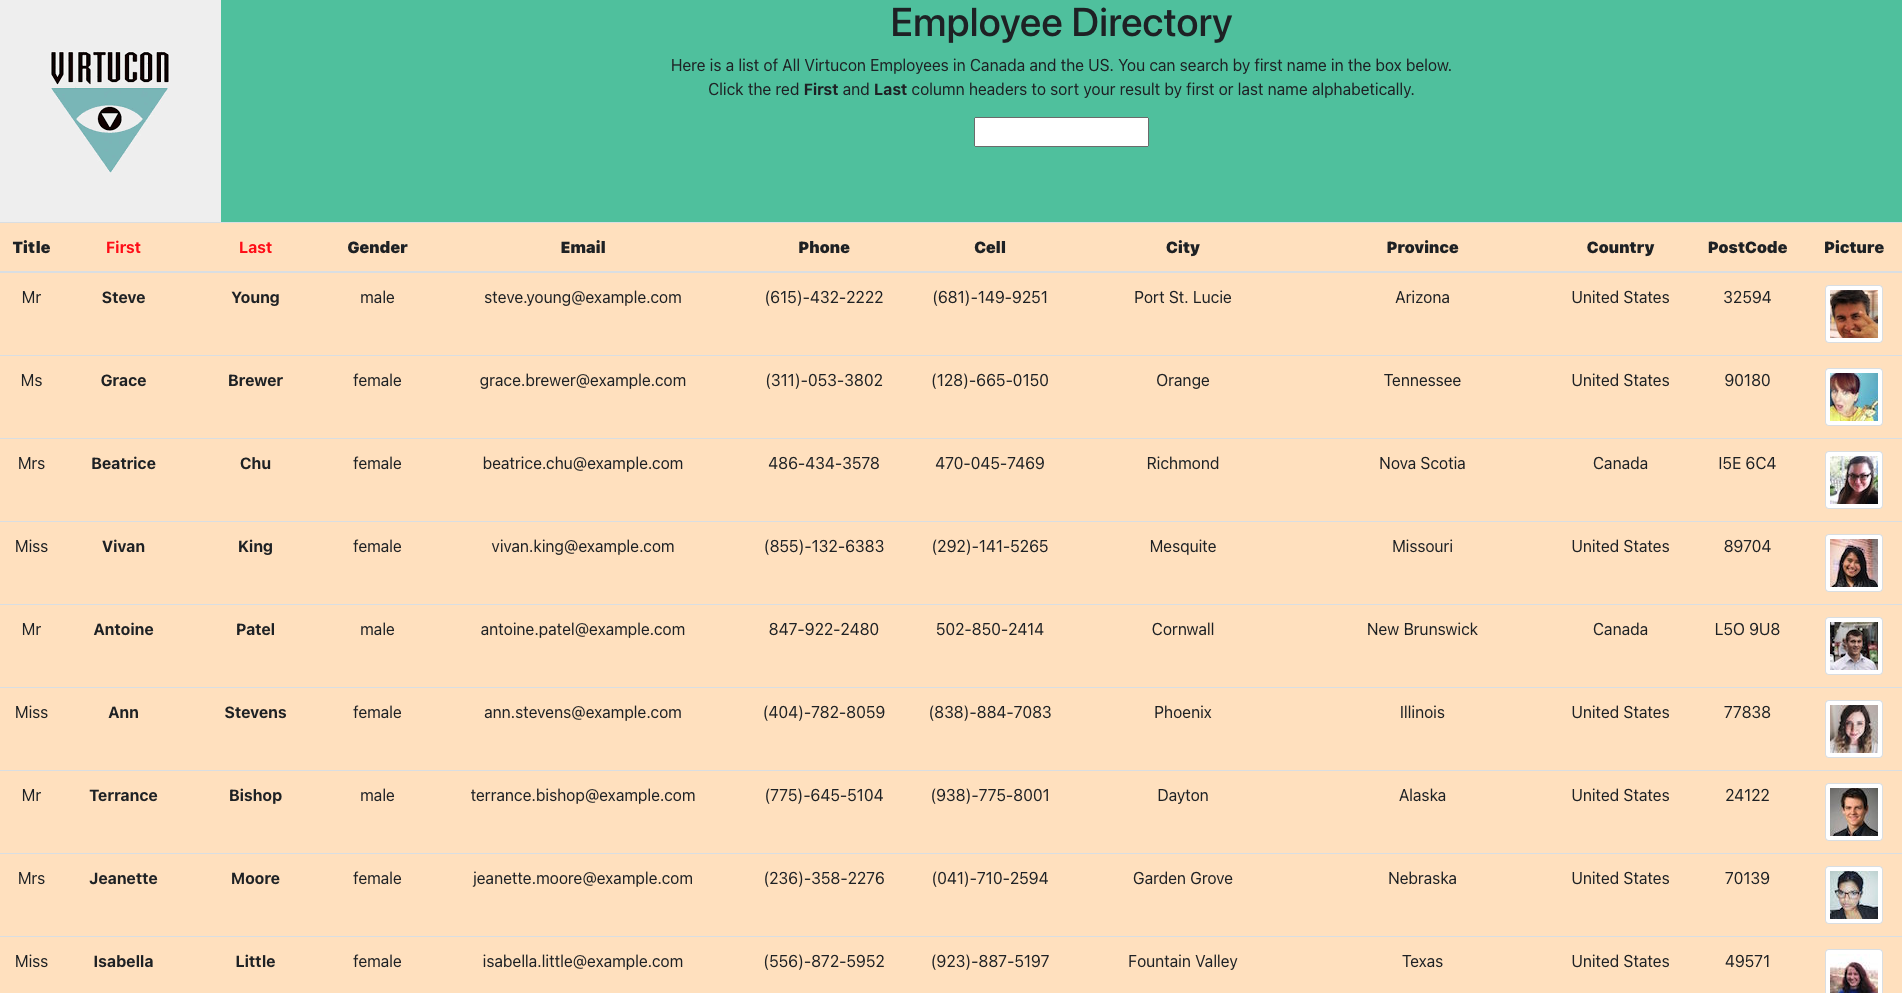 VIRTUCON
Employee Directory
Here is a list of All Virtucon Employees in Canada and the US. You can search by first name in the box below.
Click the red First and Last column headers to sort your result by first or last name alphabetically.
Title First Last Gender Email Phone Cell City Province Country PostCode Picture
Mr Steve Young male steve.young@example.com (615)-432-2222 (681)-149-9251 Port St. Lucie Arizona United States 32594
Ms Grace Brewer female grace.brewer@example.com (311)-053-3802 (128)-665-0150 Orange Tennessee United States 90180
Mrs Beatrice Chu female beatrice.chu@example.com 486-434-3578 470-045-7469 Richmond Nova Scotia Canada I5E 6C4
Miss Vivan King female vivan.king@example.com (855)-132-6383 (292)-141-5265 Mesquite Missouri United States 89704
Mr Antoine Patel male antoine.patel@example.com 847-922-2480 502-850-2414 Cornwall New Brunswick Canada L5O 9U8
Miss Ann Stevens female ann.stevens@example.com (404)-782-8059 (838)-884-7083 Phoenix Illinois United States 77838
Mr Terrance Bishop male terrance.bishop@example.com (775)-645-5104 (938)-775-8001 Dayton Alaska United States 24122
Mrs Jeanette Moore female jeanette.moore@example.com (236)-358-2276 (041)-710-2594 Garden Grove Nebraska United States 70139
Miss Isabella Little female isabella.little@example.com (556)-872-5952 (923)-887-5197 Fountain Valley Texas United States 49571